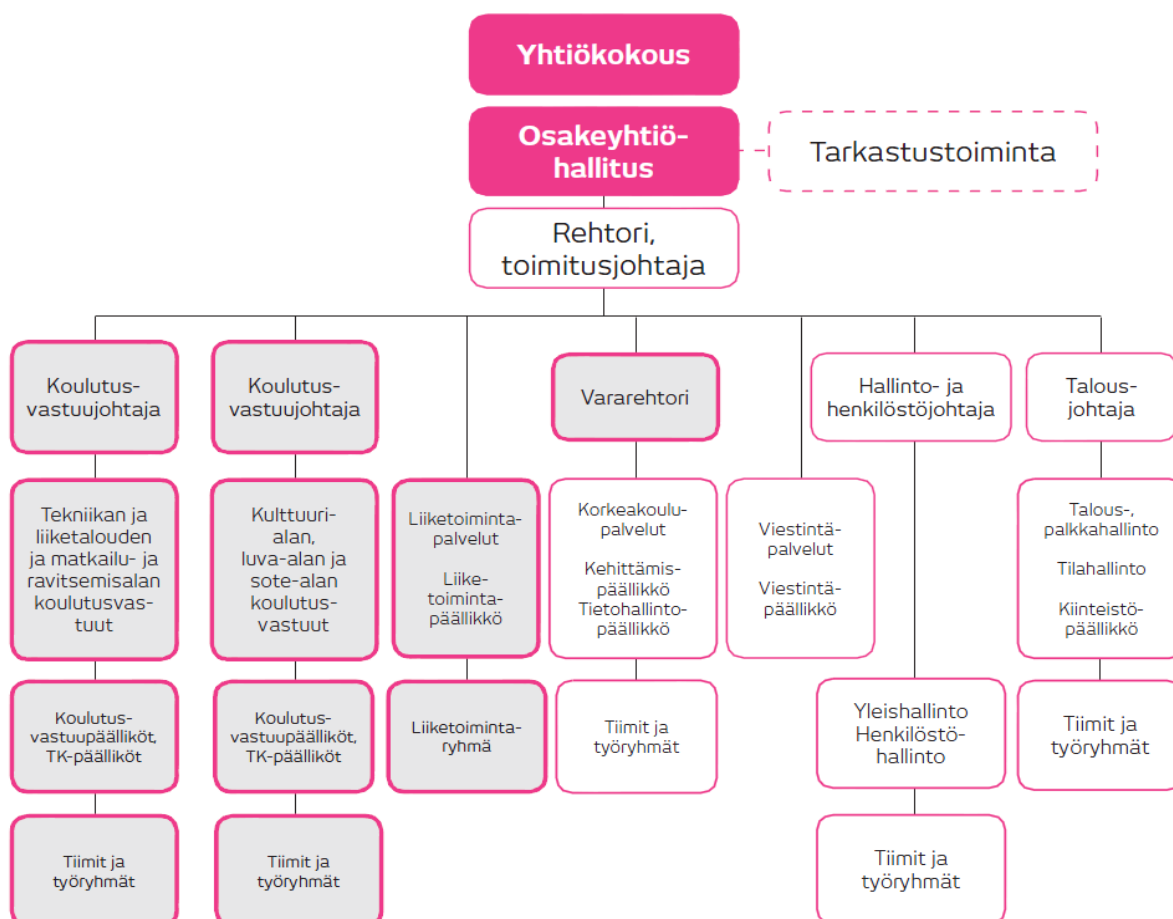 Yhtiökokous
Osakeyhtiö-
hallitus
Tarkastustoiminta
Rehtori,
toimitusjohtaja
Koulutus-
vastuujohtaja
Koulutus-
vastuujohtaja
Vararehtori
Hallinto- ja
henkilöstöjohtaja
Talous-
johtaja
Tekniikan ja
liiketalouden
ja matkailu- ja
ravitsemisalan
koulutusvas-
tuut
Kulttuuri-
alan,
luva-alan ja
sote-alan
koulutus-
vastuut
Liiketoiminta-
palvelut
Liike-
toiminta-
päällikkö
Korkeakoulu-
palvelut
Kehittämis-
päällikkö
Tietohallinto-
päällikkö
Viestintä-
palvelut
Viestintä-
päällikkö
Talous-,
palkkahallinto
Tilahallinto
Kiinteistö-
päällikkö
Koulutus-
vastuupäälliköt,
TK-päälliköt
Koulutus-
vastuupäälliköt,
TK-päälliköt
Liiketoiminta-
ryhmä
Tiimit ja
työryhmät
Yleishallinto
Henkilöstö-
hallinto
Tiimit ja
työryhmät
Tiimit ja
työryhmät
Tiimit ja
työryhmät
Tiimit ja
työryhmät